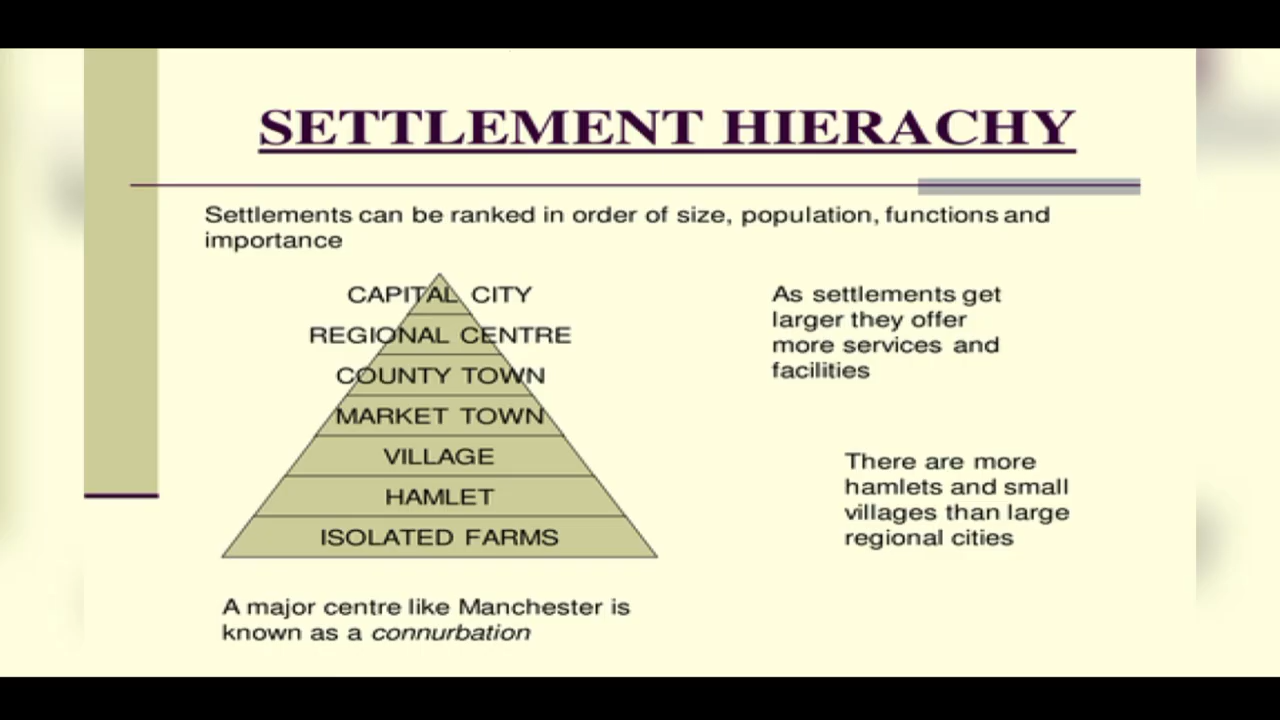 SETTLEMENT HIERACHY
Settlements can be ranked in order of size, population, functions and
importance
CAPITAL CITY
REGIONAL CENTRE
COUNTY TOWN
MARKET TOWN
VILLAGE
HAMLET
ISOLATED FARMS
As settlements get
larger they offer
more services and
facilities
There are more
hamlets and small
villages than large
regional cities
A major centre like Manchester is
known as a connurbation